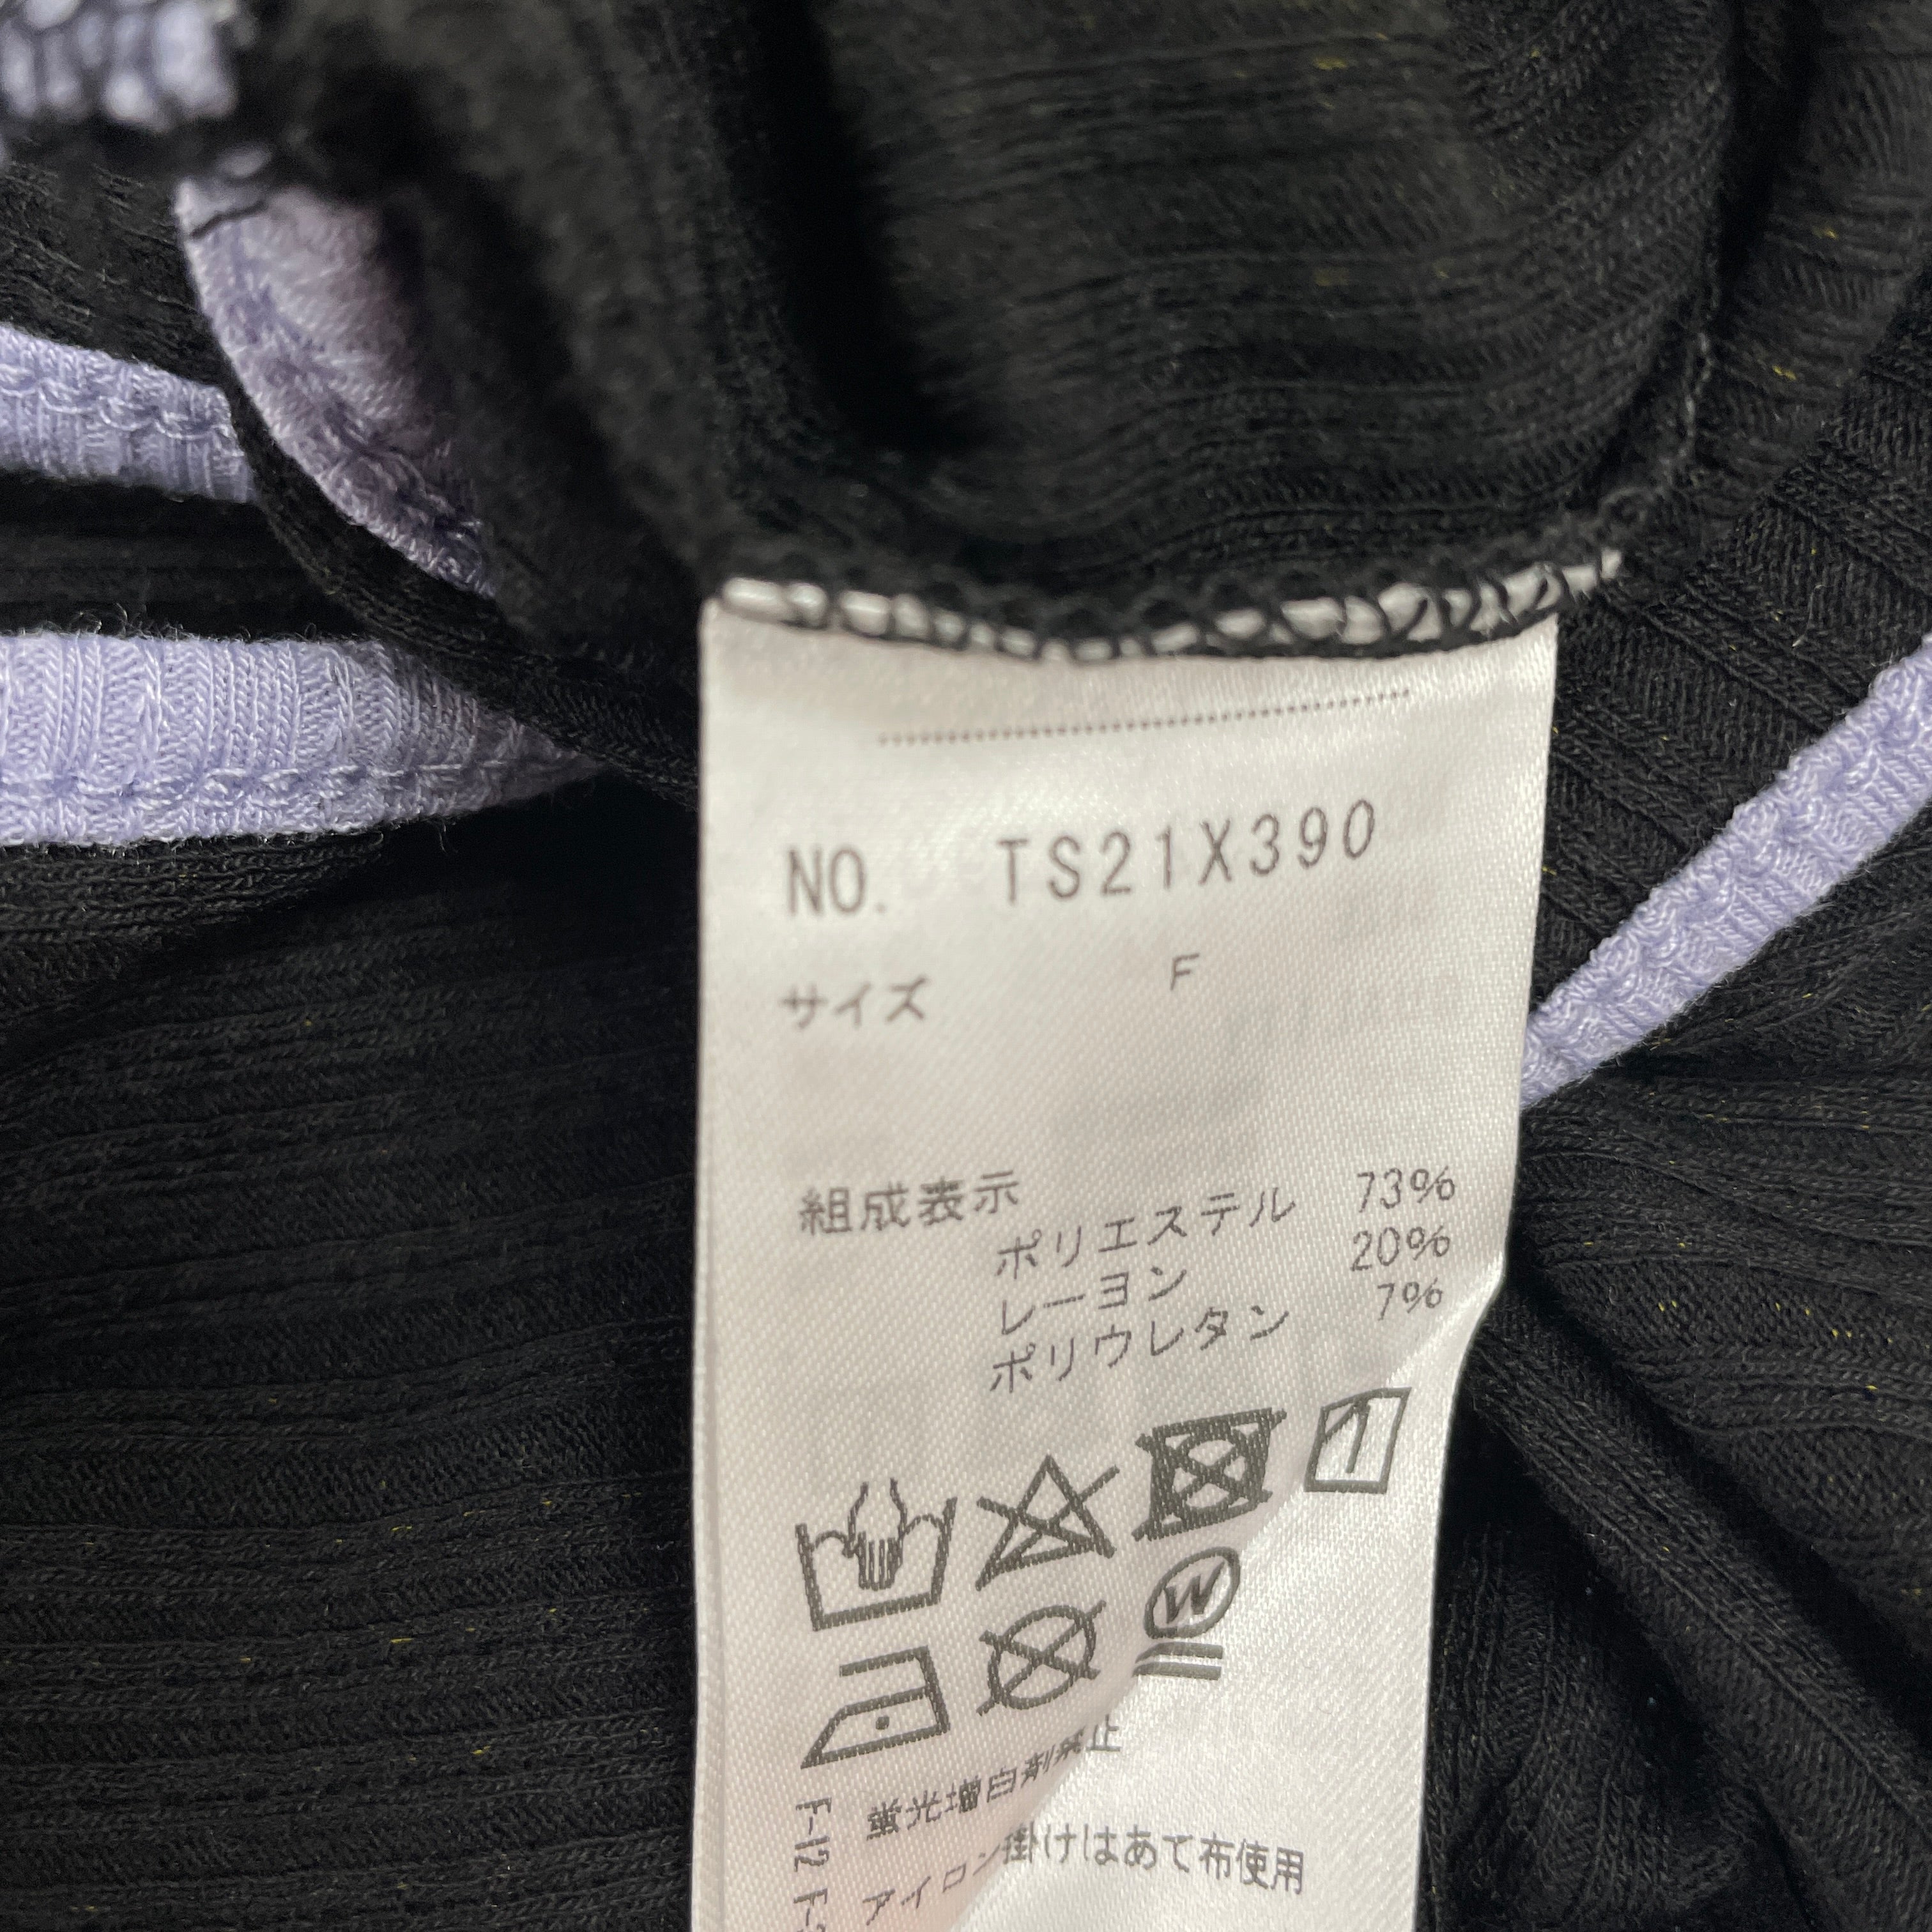 NO. TS21X390
サイズ F
組成表示
ポリエステル 73%
レーヨン 20%
ポリウレタン 7%
W
蛍光増白剤禁止
アイロン掛けはあて布使用
F-12